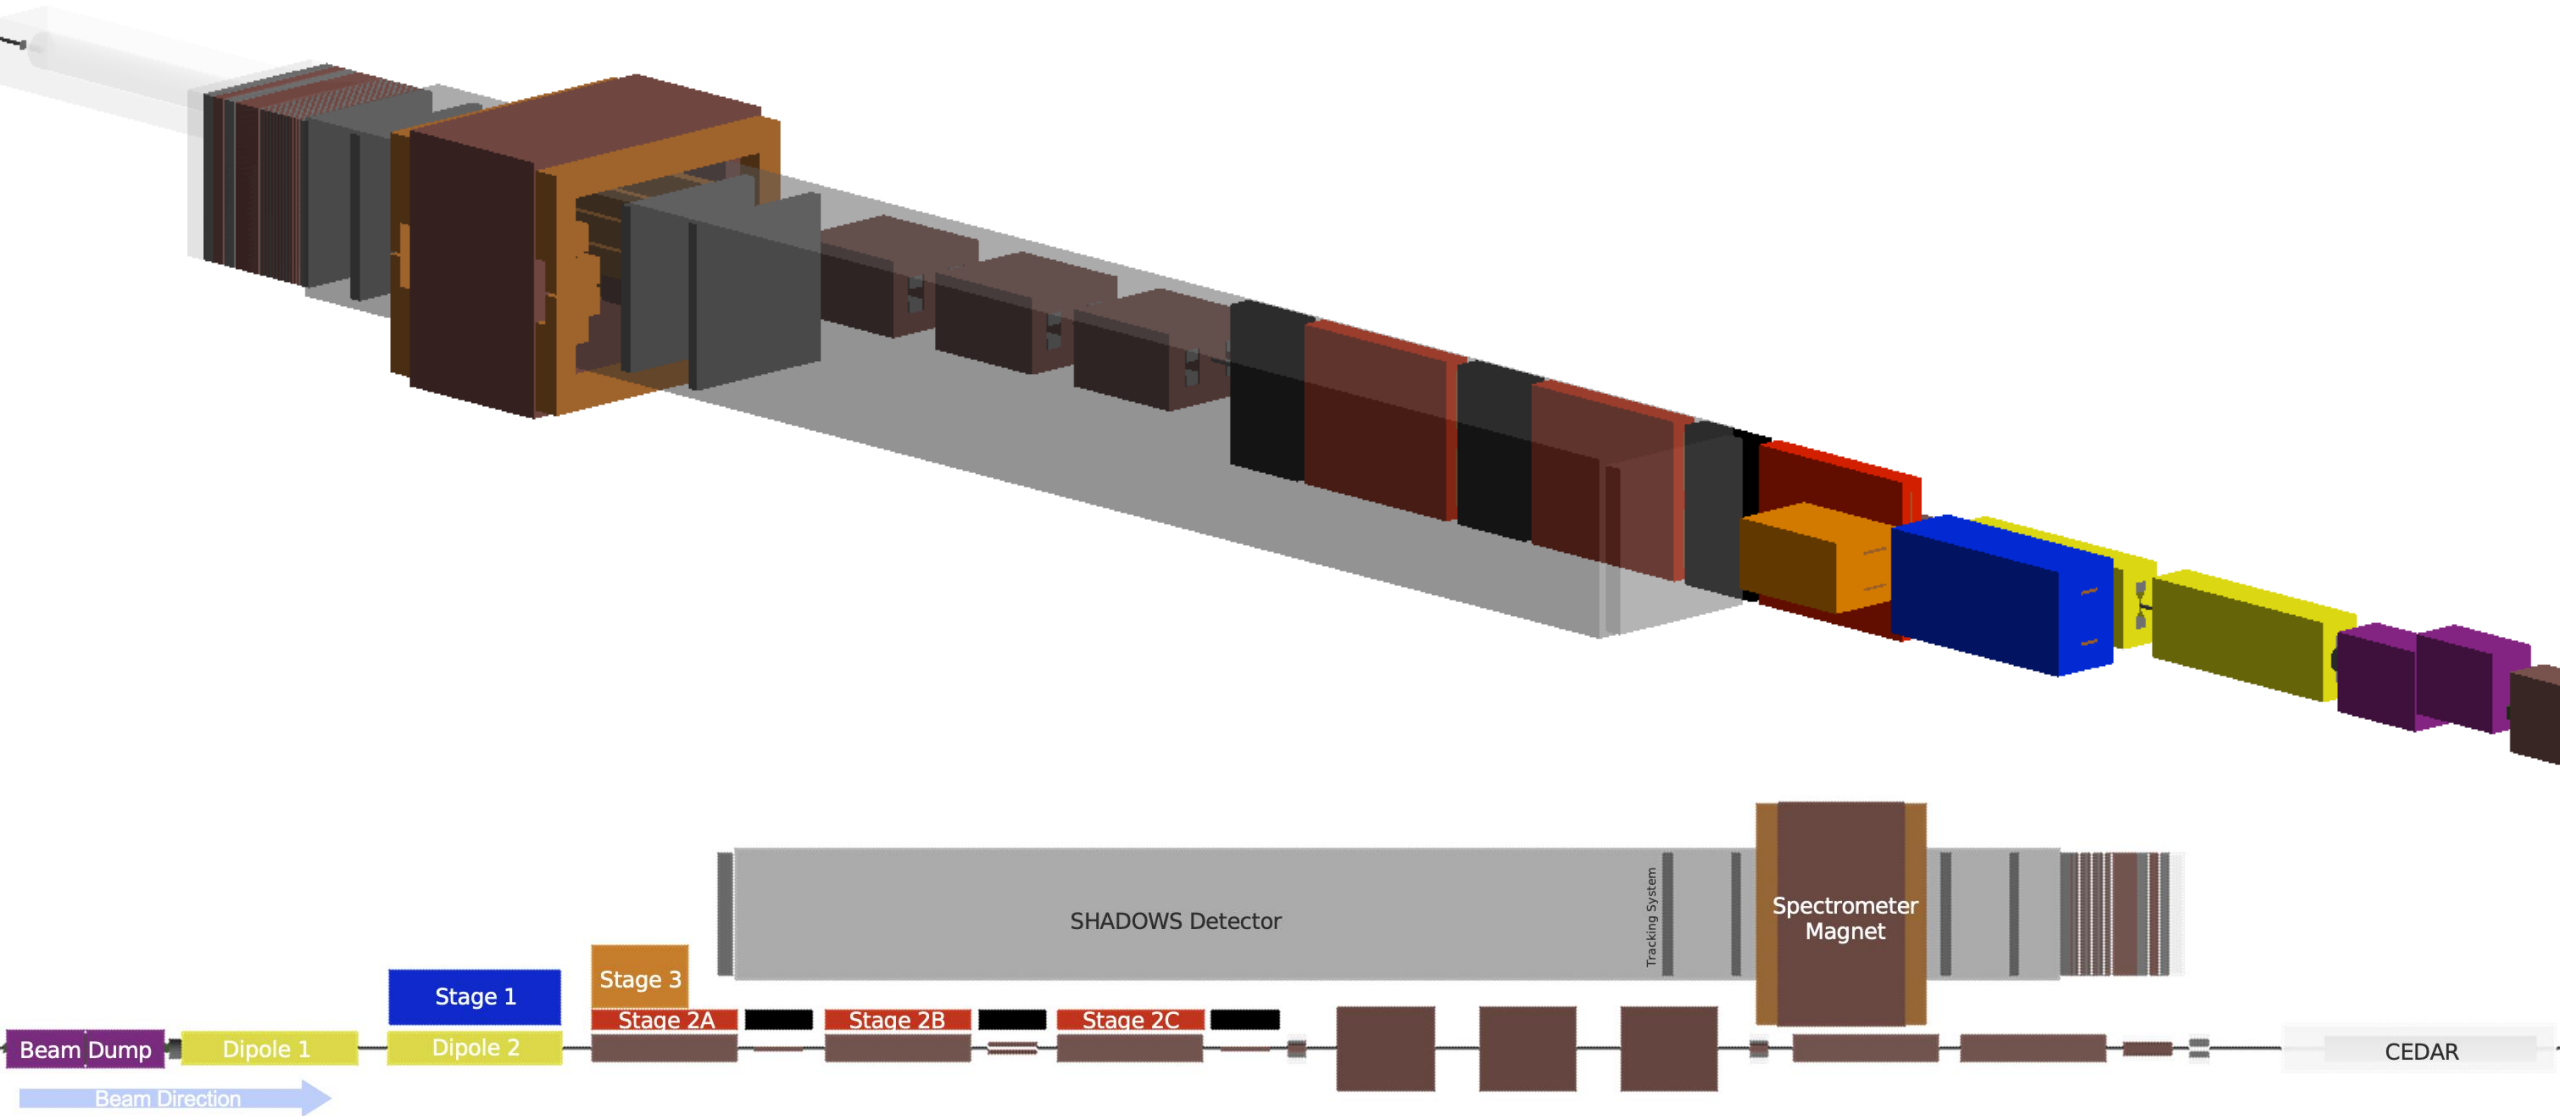 Tracking System
Spectrometer
Magnet
SHADOWS Detector
Stage 3
Stage 1
Stage 2A
Stage 2B
Stage 2C
Beam Dump
Dipole 1
Dipole 2
CEDAR
Beam Direction